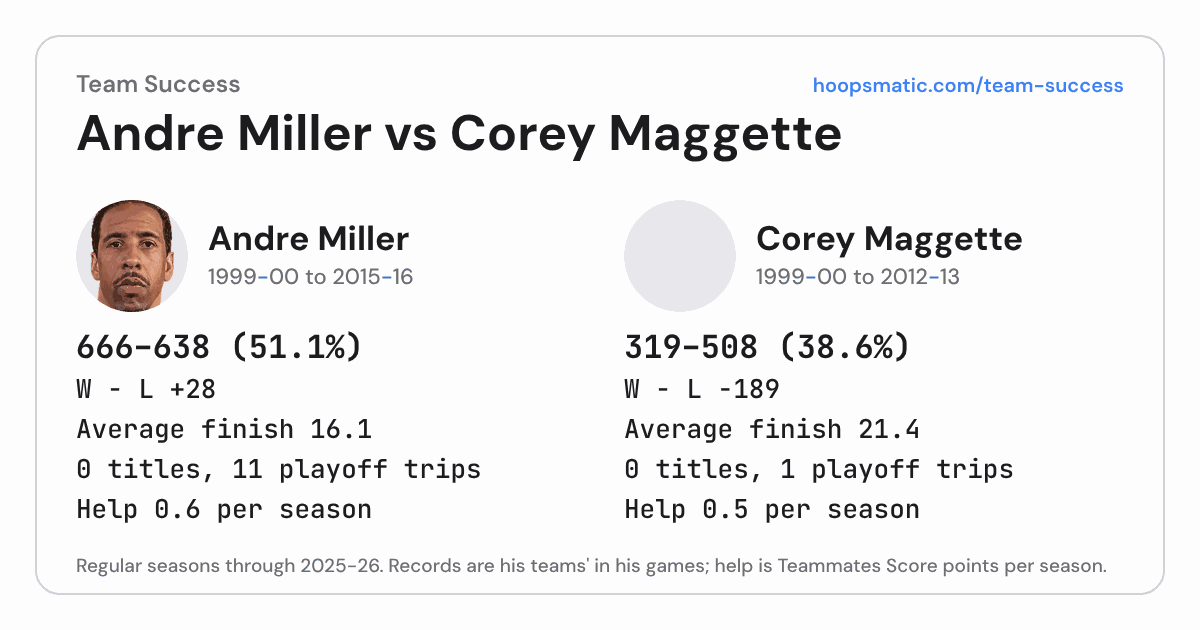 Team Success
hoopsmatic.com/team-success
Andre Miller vs Corey Maggette
Andre Miller
1999–00 to 2015–16
666–638 (51.1%)
W - L +28
Average finish 16.1
0 titles, 11 playoff trips
Help 0.6 per season
Corey Maggette
1999–00 to 2012–13
319–508 (38.6%)
W - L -189
Average finish 21.4
0 titles, 1 playoff trips
Help 0.5 per season
Regular seasons through 2025-26. Records are his teams' in his games; help is Teammates Score points per season.